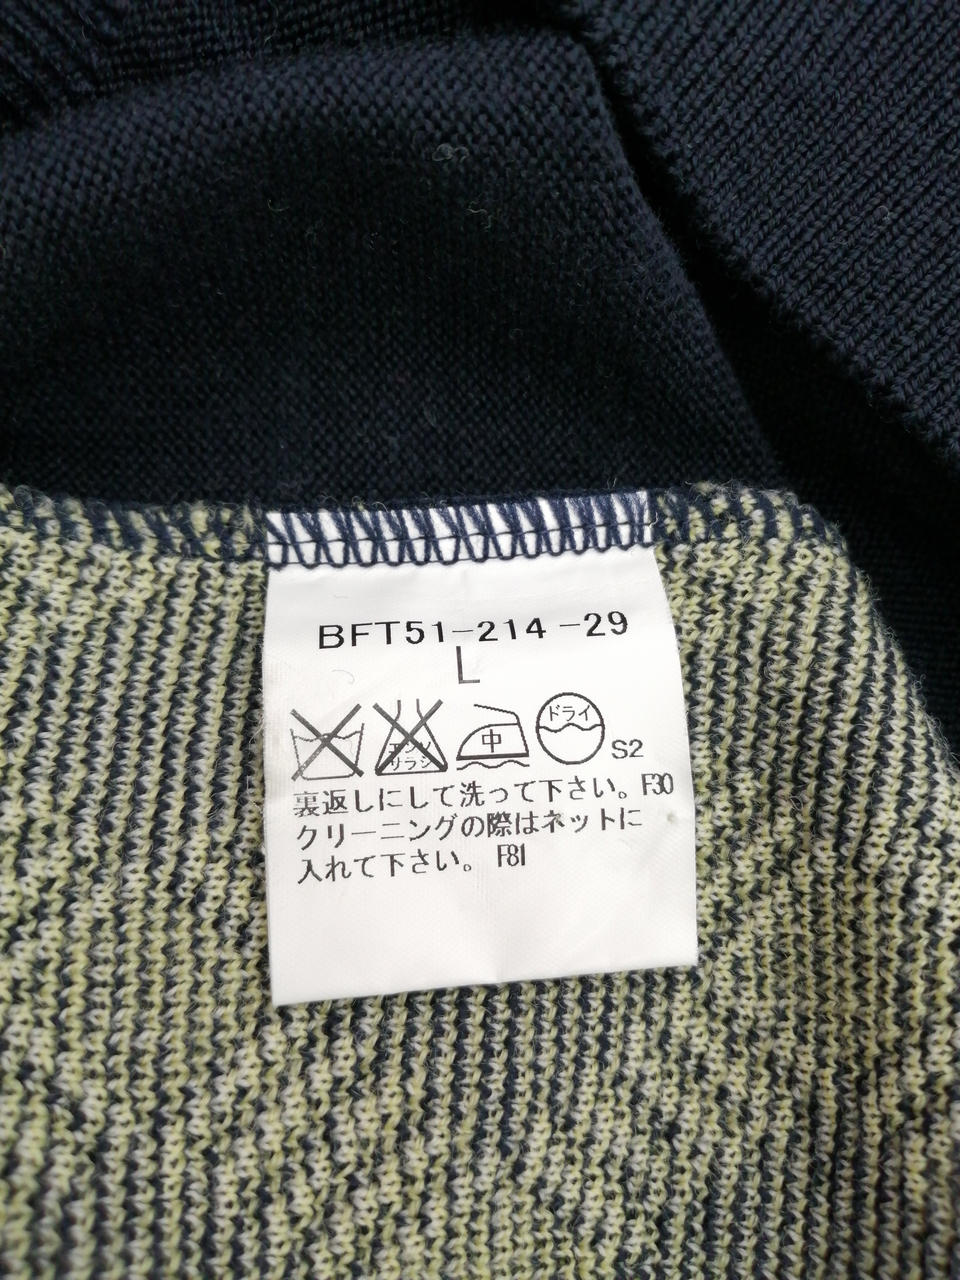 BFT51-214-29
L
エンソ
サラシ
中
ドライ
S2
裏返しにして洗って下さい。F30
クリーニングの際はネットに
入れて下さい。 F81